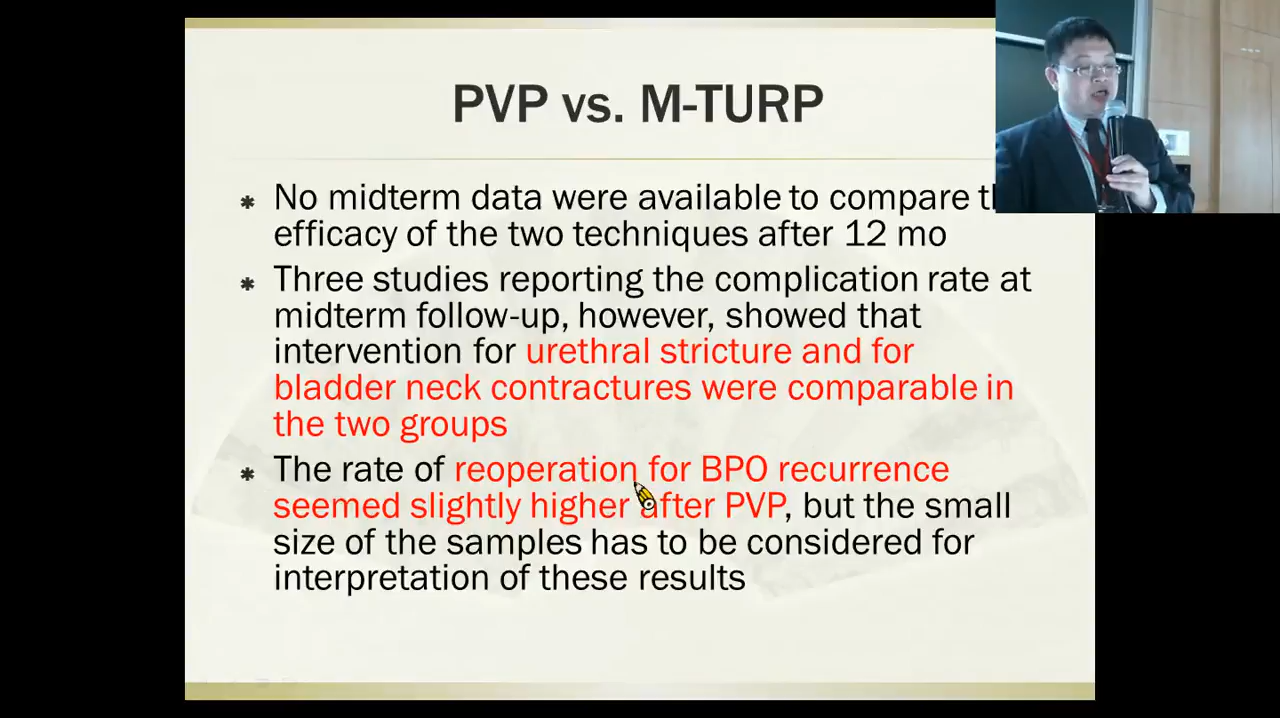 PVP vs. M-TURP
* No midterm data were available to compare
efficacy of the two techniques after 12 mo
* Three studies reporting the complication rate at
midterm follow-up, however, showed that
intervention for urethral stricture and for
bladder neck contractures were comparable in
the two groups
* The rate of reoperation for BPO recurrence
seemed slightly higher after PVP, but the small
size of the samples has to be considered for
interpretation of these results